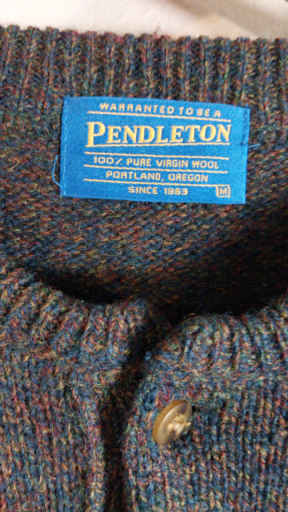 WARRANTED TO BE A
PENDLETON
100% PURE VIRGIN WOOL
PORTLAND, OREGON
SINCE 1863
M